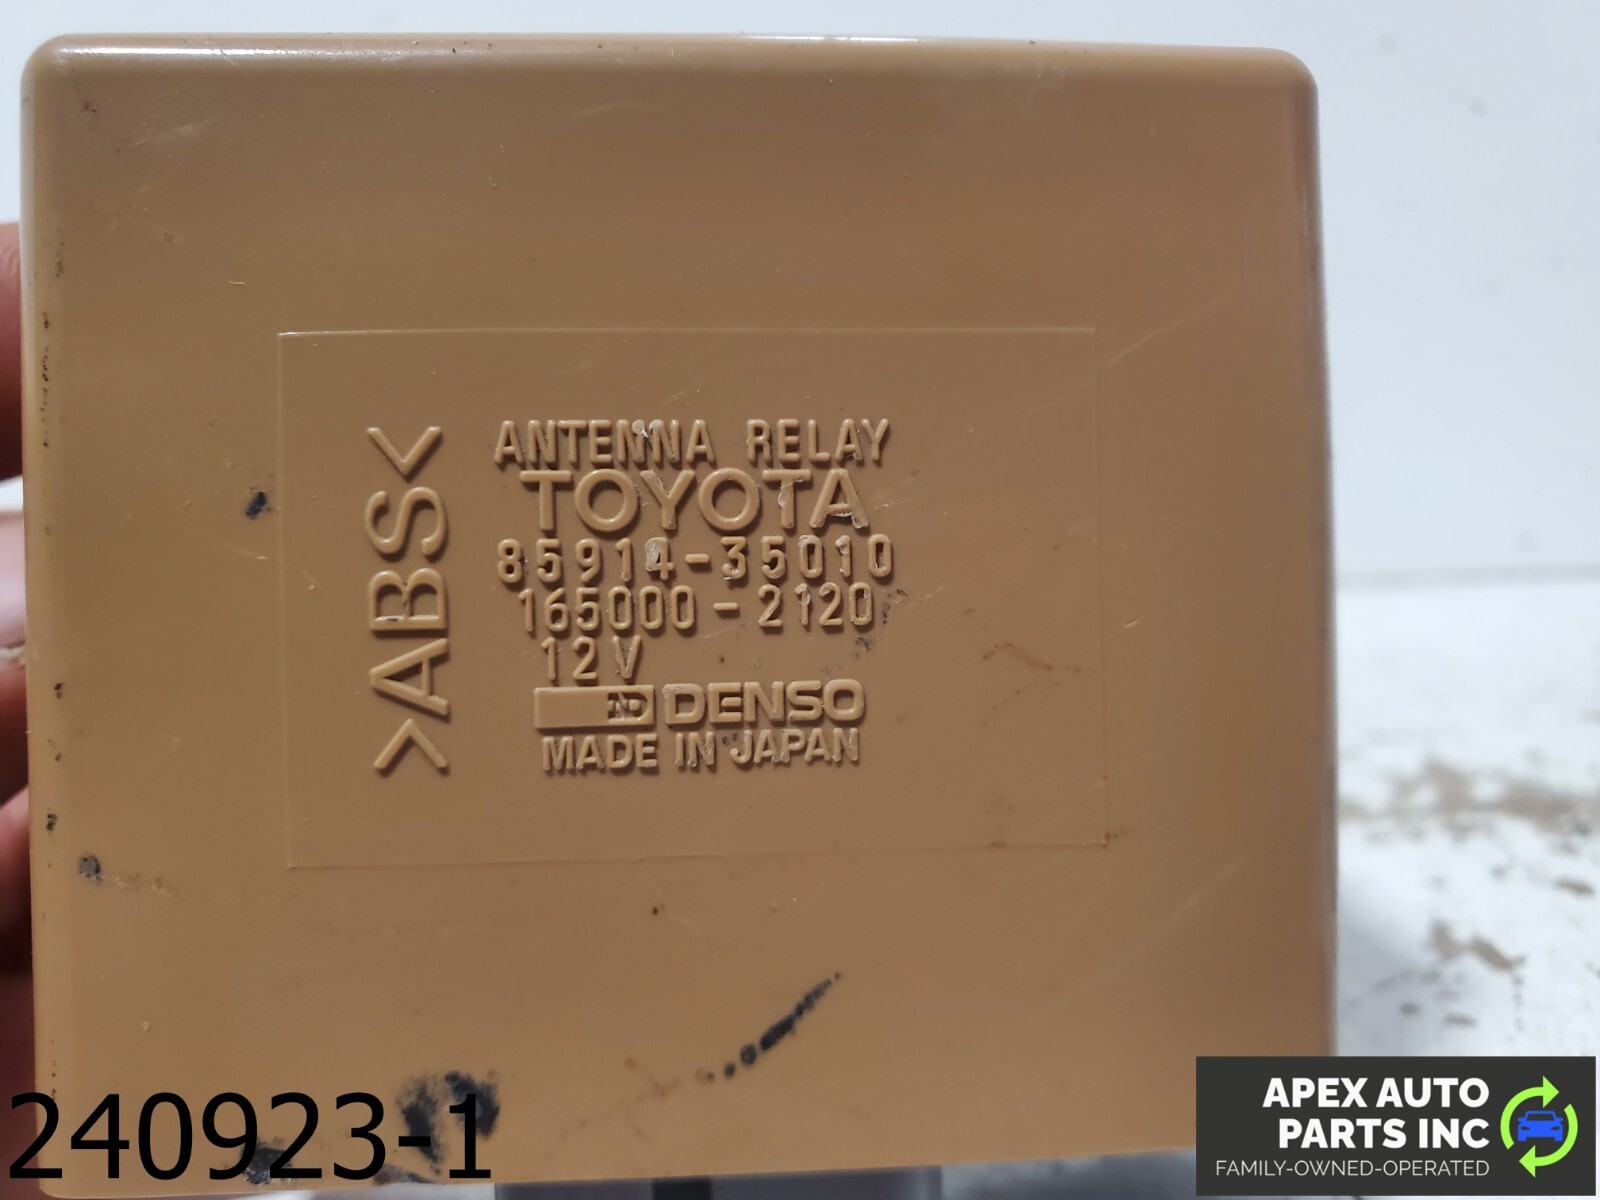 >ABS<
ANTENNA RELAY
TOYOTA
85914-35010
165000-2120
12V
ND DENSO
MADE IN JAPAN
240923-1
APEX AUTO
PARTS INC
FAMILY-OWNED-OPERATED